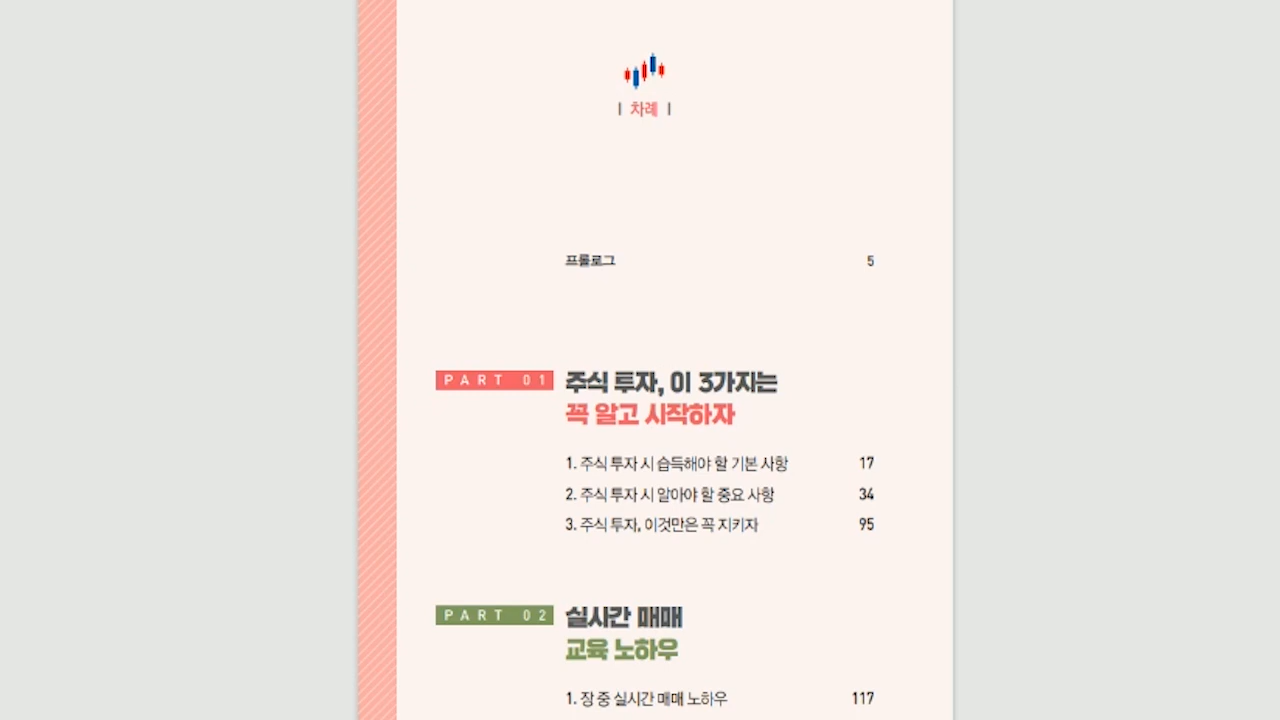 | 차례 |
프롤로그 5
PART 01 주식 투자, 이 3가지는
꼭 알고 시작하자
1. 주식 투자 시 습득해야 할 기본 사항 17
2. 주식 투자 시 알아야 할 중요 사항 34
3. 주식 투자, 이것만은 꼭 지키자 95
PART 02 실시간 매매
교육 노하우
1. 장 중 실시간 매매 노하우 117